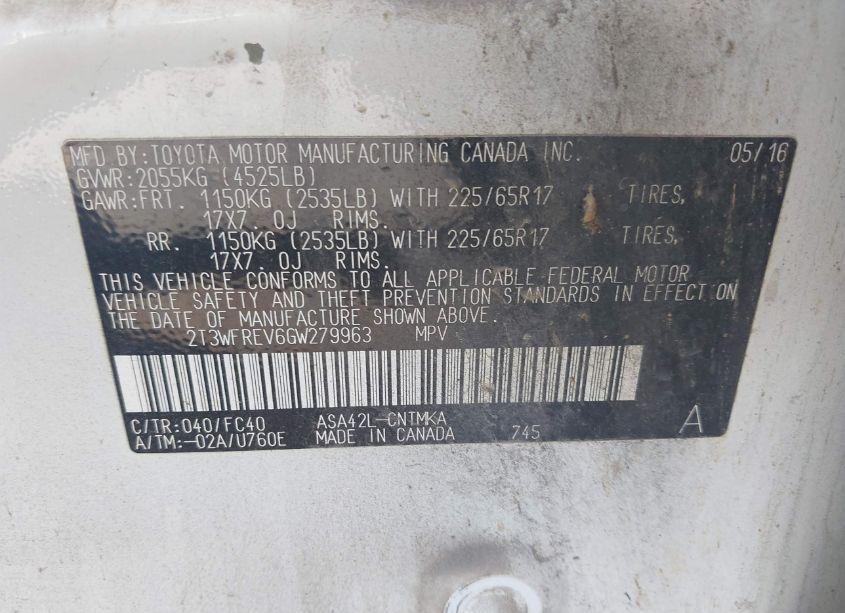 MFD BY:TOYOTA MOTOR MANUFACTURING CANADA INC. 05/16
GVWR:2055KG (4525LB)
GAWR:FRT. 1150KG (2535LB) WITH 225/65R17 TIRES,
17X7.0J RIMS.
RR. 1150KG (2535LB) WITH 225/65R17 TIRES,
17X7.0J RIMS.
THIS VEHICLE CONFORMS TO ALL APPLICABLE FEDERAL MOTOR
VEHICLE SAFETY AND THEFT PREVENTION STANDARDS IN EFFECT ON
THE DATE OF MANUFACTURE SHOWN ABOVE.
2T3WFREV6GW279963 MPV
C/TR:040/FC40 ASA42L-CNTMKA
A/TM:-02A/U760E MADE IN CANADA 745 A